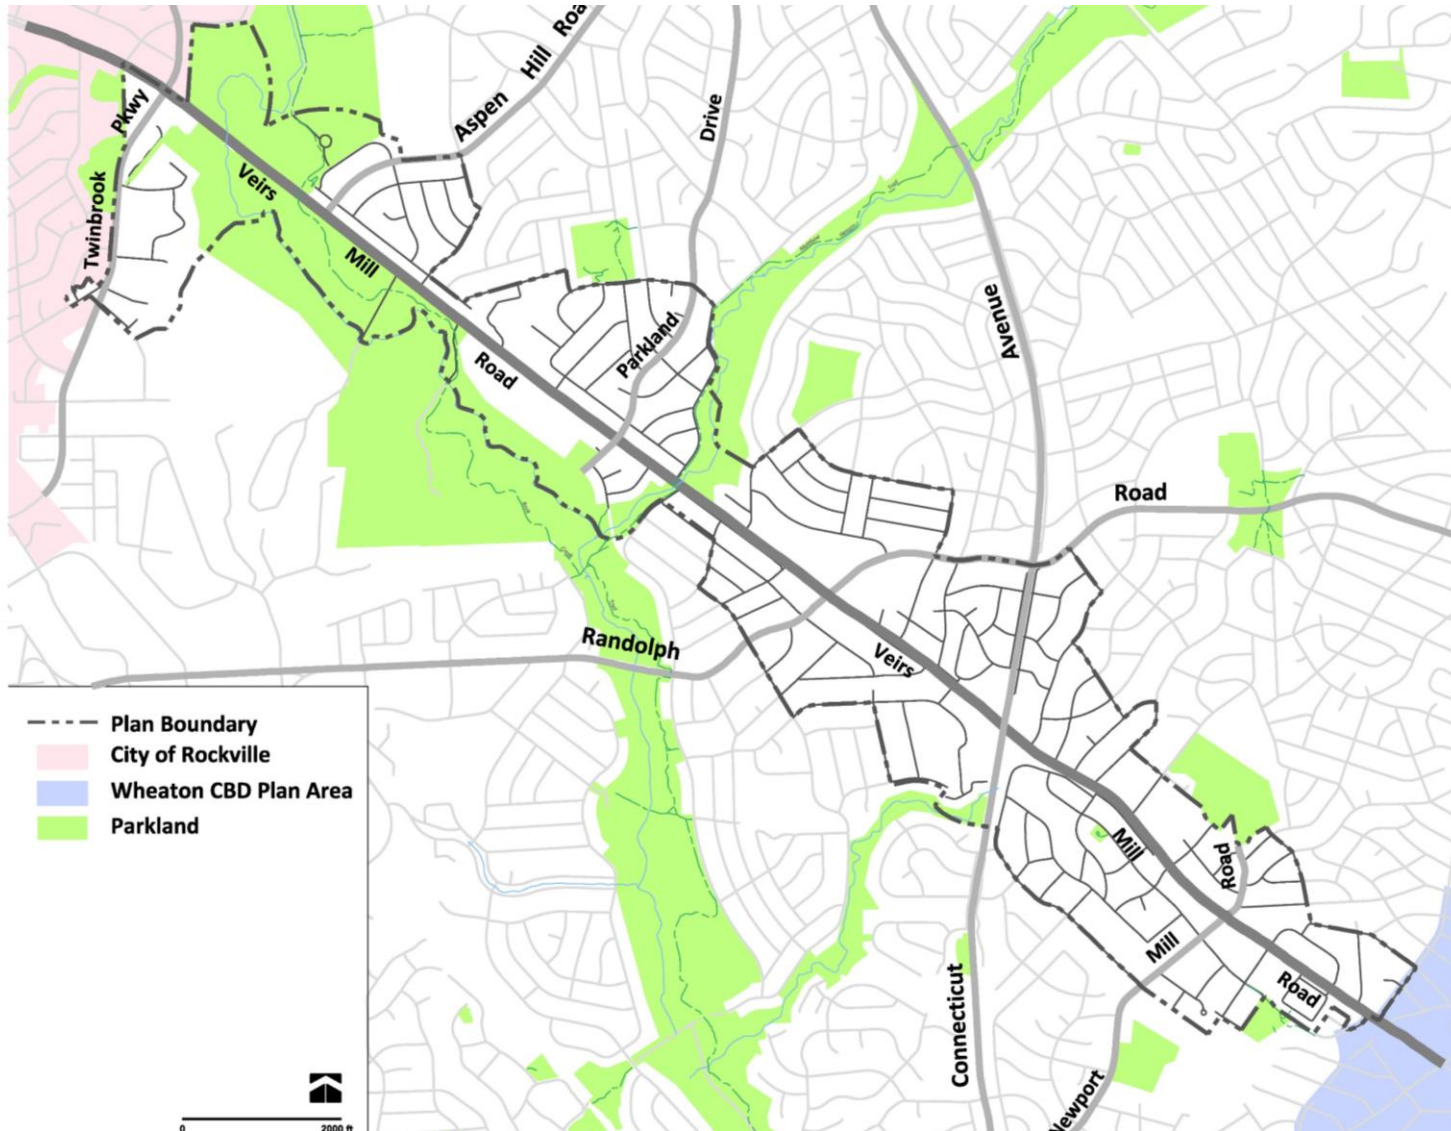 Aspen Hill Roa
Drive
Pkwy
Twinbrook
Veirs
Mill
Road
Parkland
Avenue
Road
Randolph
Veirs
Mill
Road
Mill
Road
Connecticut
Newport
Plan Boundary
City of Rockville
Wheaton CBD Plan Area
Parkland
0 2000 ft